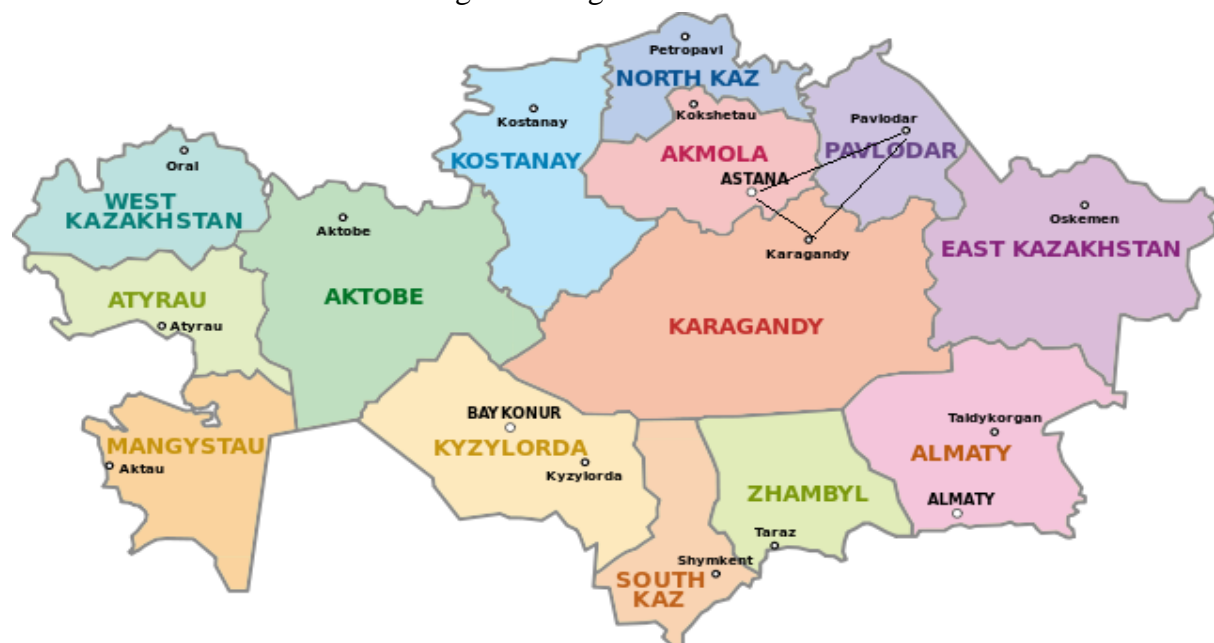 Petropavl
NORTH KAZ
Kokshetau
Kostanay
KOSTANAY
AKMOLA
ASTANA
Pavlodar
PAVLODAR
Oral
WEST
KAZAKHSTAN
Aktobe
AKTOBE
Karagandy
KARAGANDY
Oskemen
EAST KAZAKHSTAN
ATYRAU
Atyrau
MANGYSTAU
Aktau
BAYKONUR
KYZYLORDA
Kyzylorda
Taldykorgan
ALMATY
ALMATY
ZHAMBYL
Taraz
Shymkent
SOUTH
KAZ